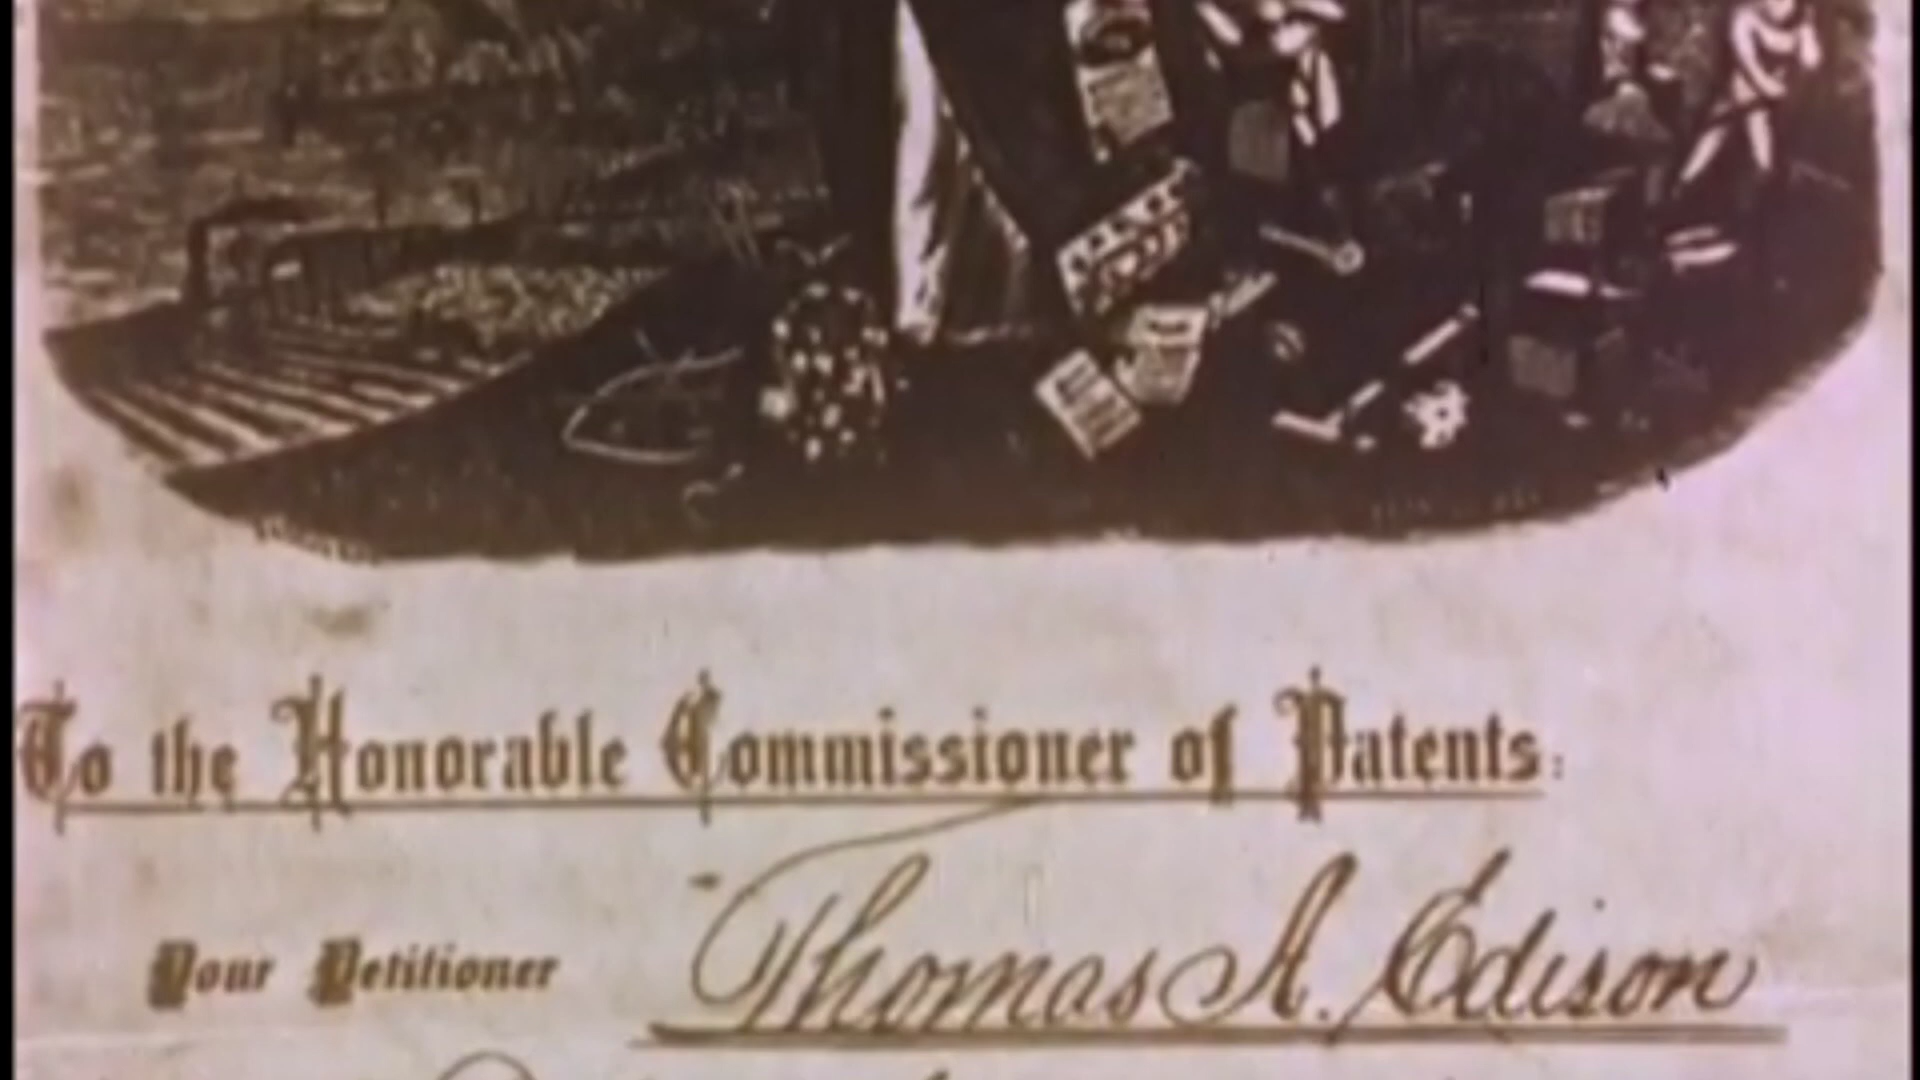 To the Honorable Commissioner of Patents:
Your Petitioner Thomas A. Edison